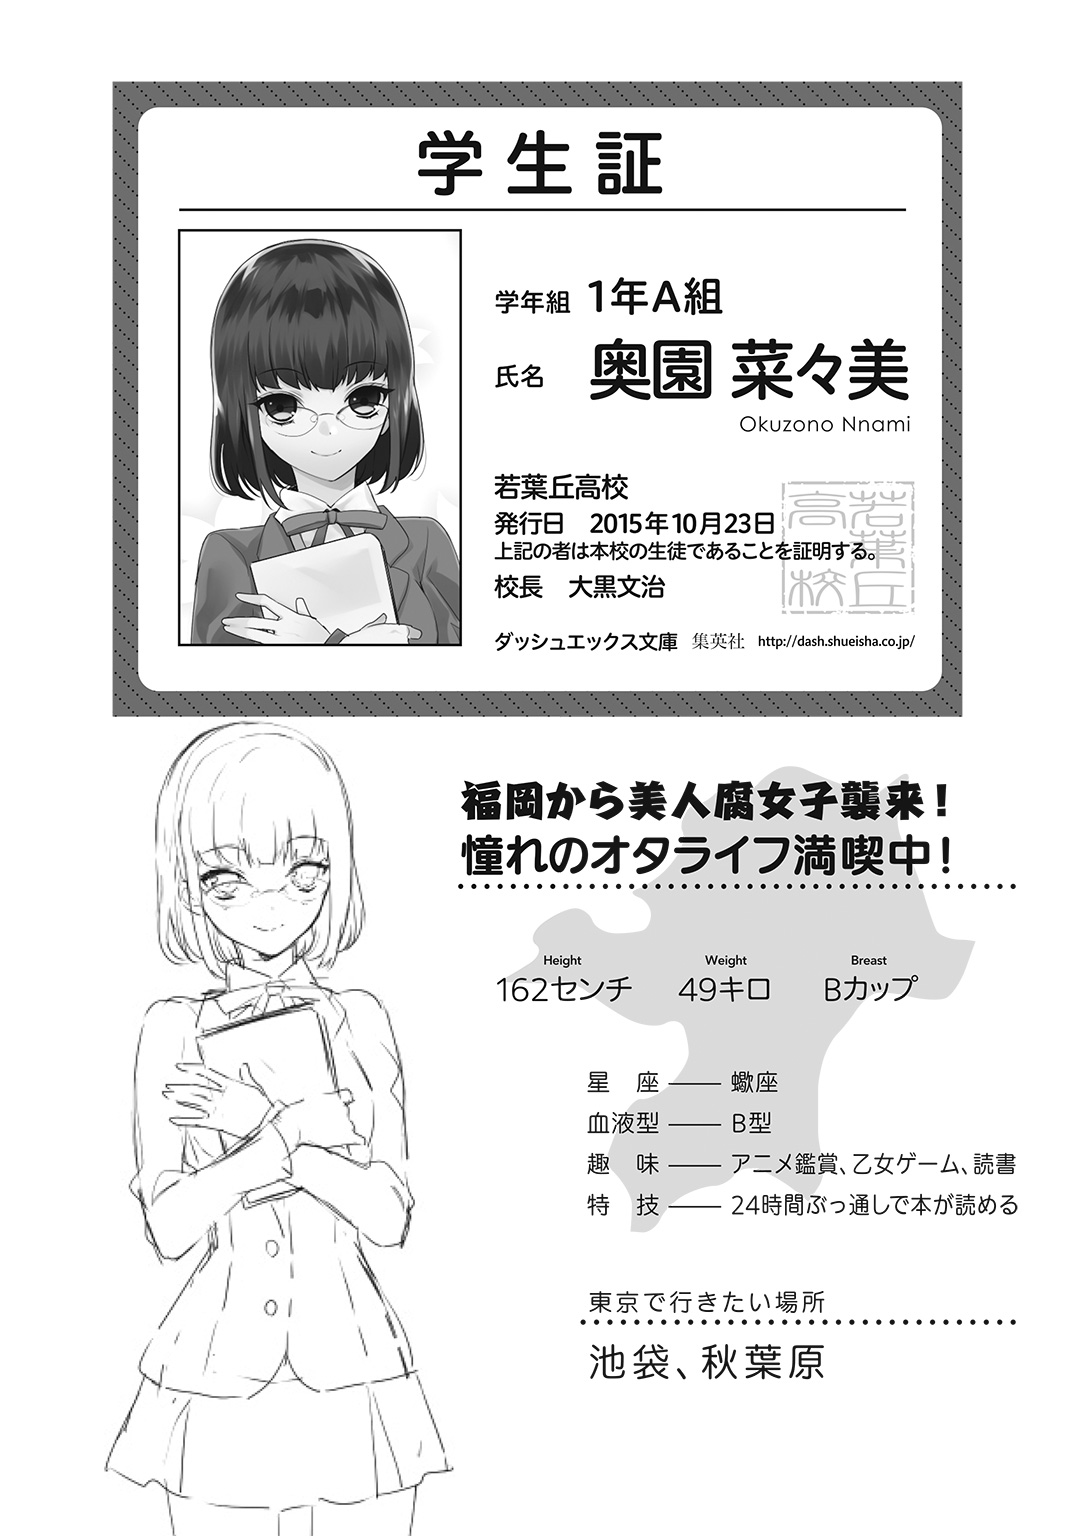 学生証
学年組 1年A組
氏名 奥園 菜々美
Okuzono Nnami
若葉丘高校
発行日 2015年10月23日
上記の者は本校の生徒であることを証明する。
校長 大黒文治
若葉丘
高校
ダッシュエックス文庫 集英社 http://dash.shueisha.co.jp/
福岡から美人腐女子襲来！
憧れのオタライフ満喫中！
Height Weight Breast
162センチ 49キロ Bカップ
星 座 —— 蠍座
血液型 —— B型
趣 味 —— アニメ鑑賞、乙女ゲーム、読書
特 技 —— 24時間ぶっ通しで本が読める
東京で行きたい場所
池袋、秋葉原